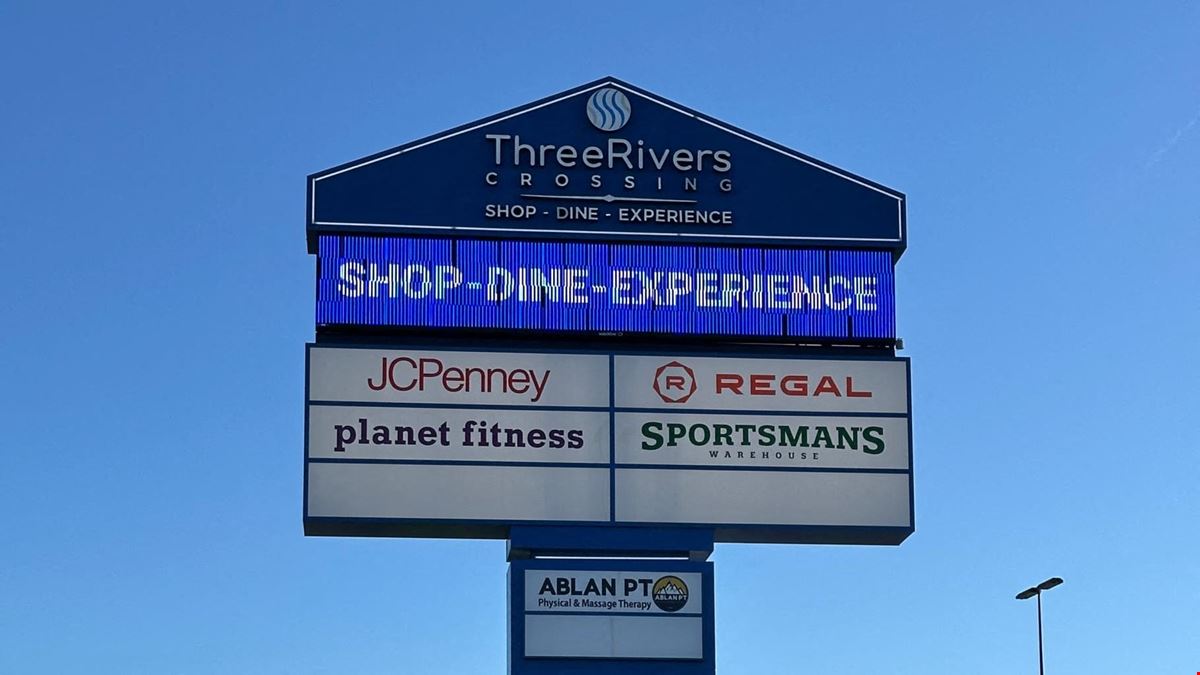 ThreeRivers
CROSSING
SHOP - DINE - EXPERIENCE
SHOP-DINE-EXPERIENCE
JCPenney
R REGAL
planet fitness
SPORTSMAN'S
WAREHOUSE
ABLAN PT
Physical & Massage Therapy
ABLAN PT